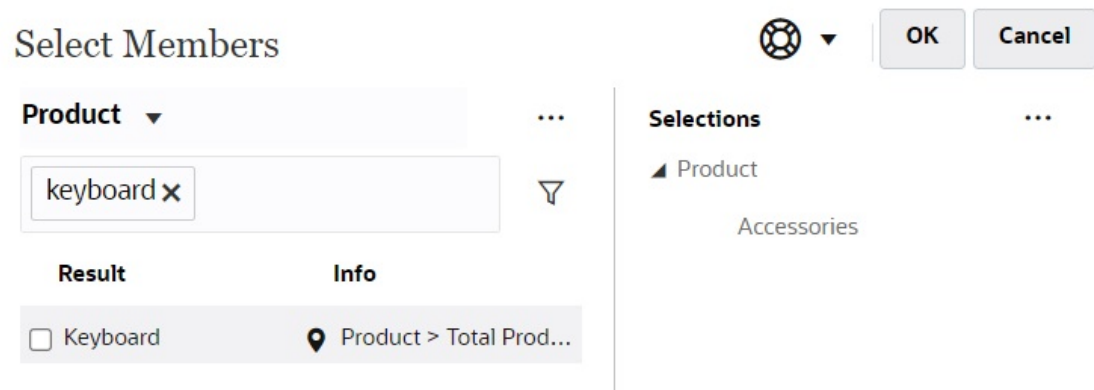 Select Members
OK
Cancel
Product
...
keyboard
Result Info
Keyboard Product > Total Prod...
Selections ...
Product
Accessories